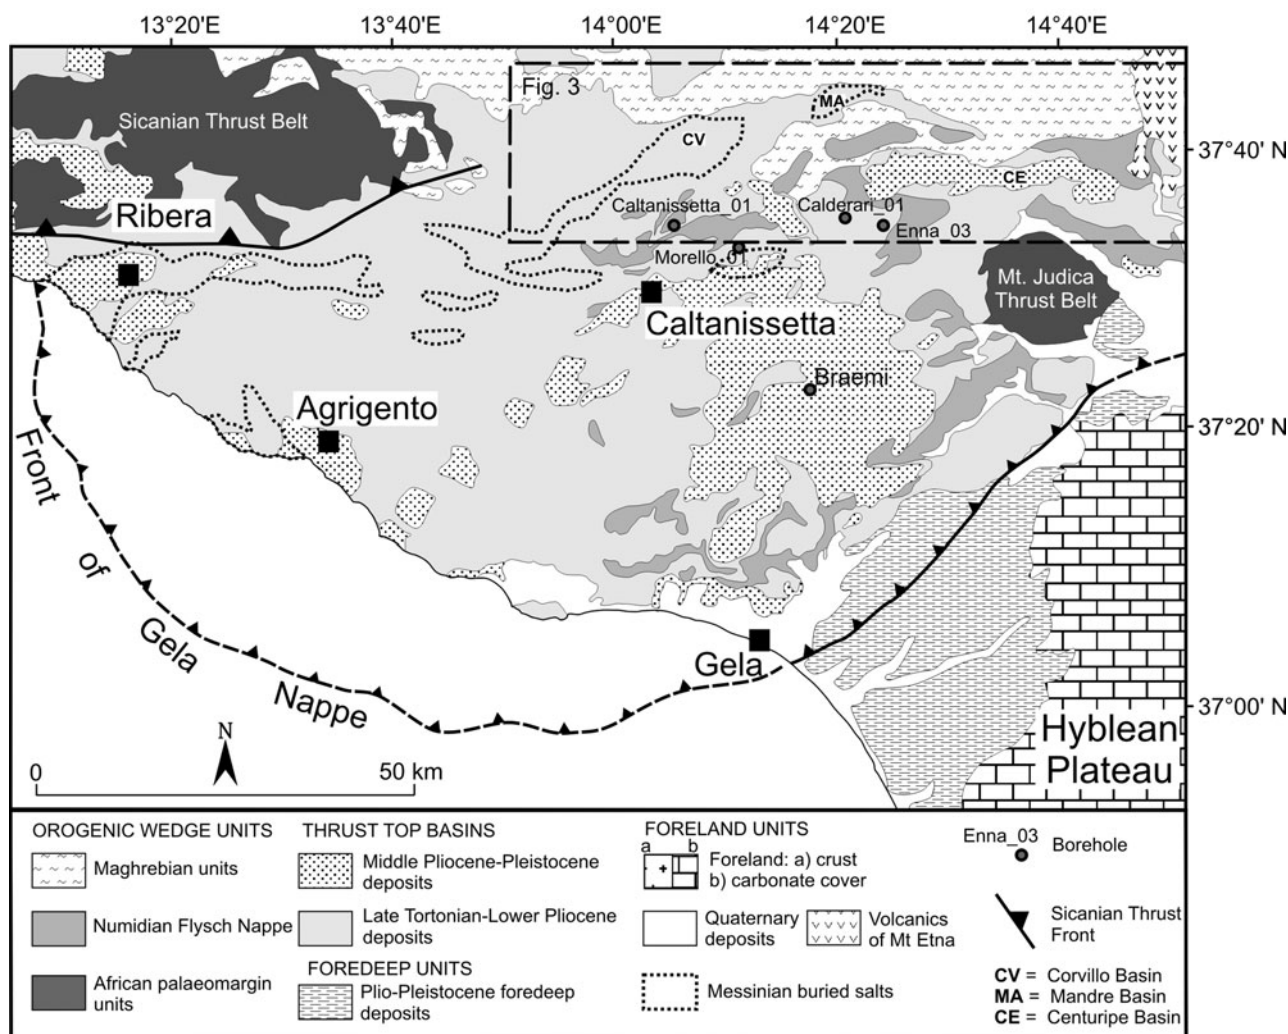 13°20'E 13°40' 14°00' 14°20' 14°40'
Fig. 3
MA
Sicanian Thrust Belt
CV
37°40' N
CE
Caltanissetta_01
Calderari_01
Ribera
Enna_03
Morello_01
Mt. Judica
Thrust Belt
Caltanissetta
Braemi
Agrigento
37°20' N
Front
of
Gela
Nappe
Gela
37°00' N
Hyblean
Plateau
N
0 50 km
OROGENIC WEDGE UNITS
Maghrebian units
Numidian Flysch Nappe
African palaeomargin
units
THRUST TOP BASINS
Middle Pliocene-Pleistocene
deposits
Late Tortonian-Lower Pliocene
deposits
FOREDEEP UNITS
Plio-Pleistocene foredeep
deposits
FORELAND UNITS
a b
Foreland: a) crust
b) carbonate cover
Quaternary
deposits
Volcanics
of Mt Etna
Messinian buried salts
Enna_03
Borehole
Sicanian Thrust
Front
CV = Corvillo Basin
MA = Mandre Basin
CE = Centuripe Basin